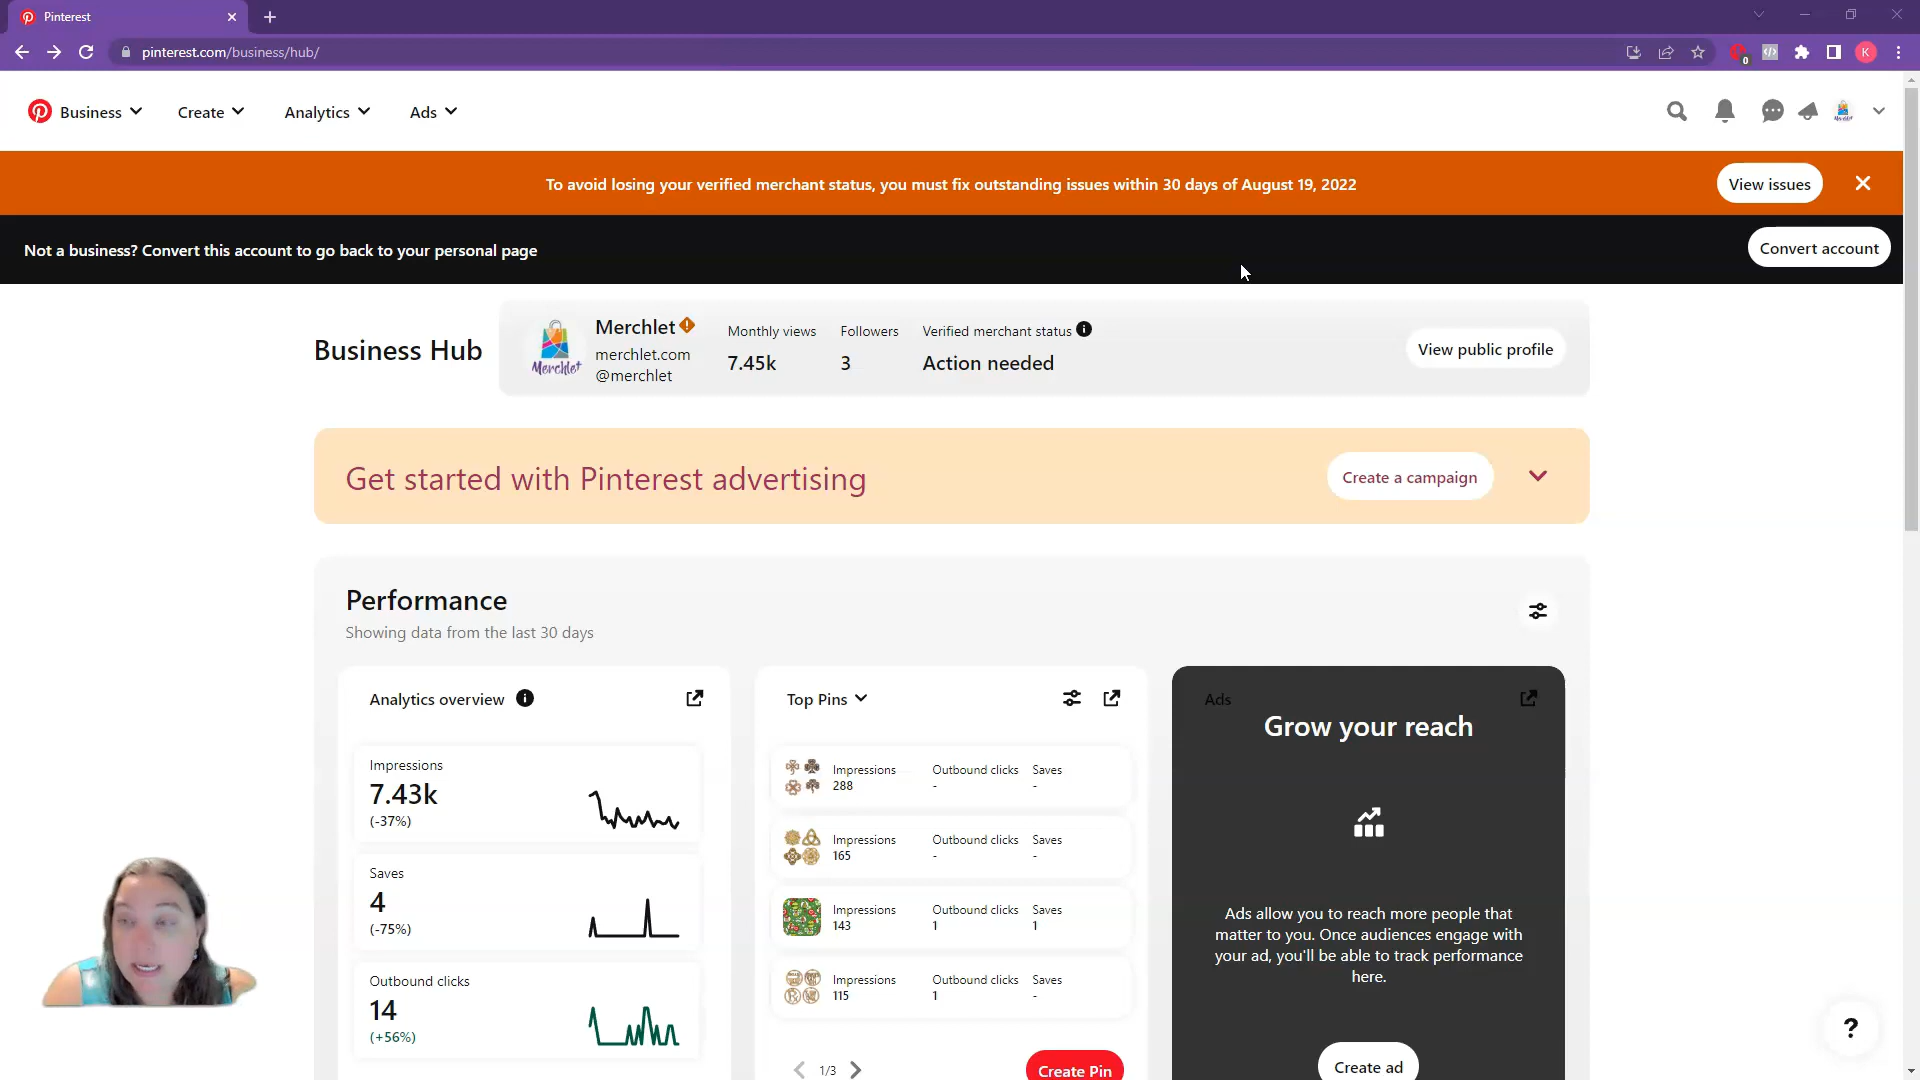 Pinterest
pinterest.com/business/hub/
0
K
Business
Create
Analytics
Ads
To avoid losing your verified merchant status, you must fix outstanding issues within 30 days of August 19, 2022
View issues
Not a business? Convert this account to go back to your personal page
Convert account
Business Hub
Merchlet
Merchlet
merchlet.com
@merchlet
Monthly views
7.45k
Followers
3
Verified merchant status
Action needed
View public profile
Get started with Pinterest advertising
Create a campaign
Performance
Showing data from the last 30 days
Analytics overview
Impressions
7.43k
(-37%)
Saves
4
(-75%)
Outbound clicks
14
(+56%)
Top Pins
Impressions Outbound clicks Saves
288 - -
Impressions Outbound clicks Saves
165 - -
Impressions Outbound clicks Saves
143 1 1
Impressions Outbound clicks Saves
115 1 -
1/3
Create Pin
Ads
Grow your reach
Ads allow you to reach more people that
matter to you. Once audiences engage with
your ad, you'll be able to track performance
here.
Create ad
?